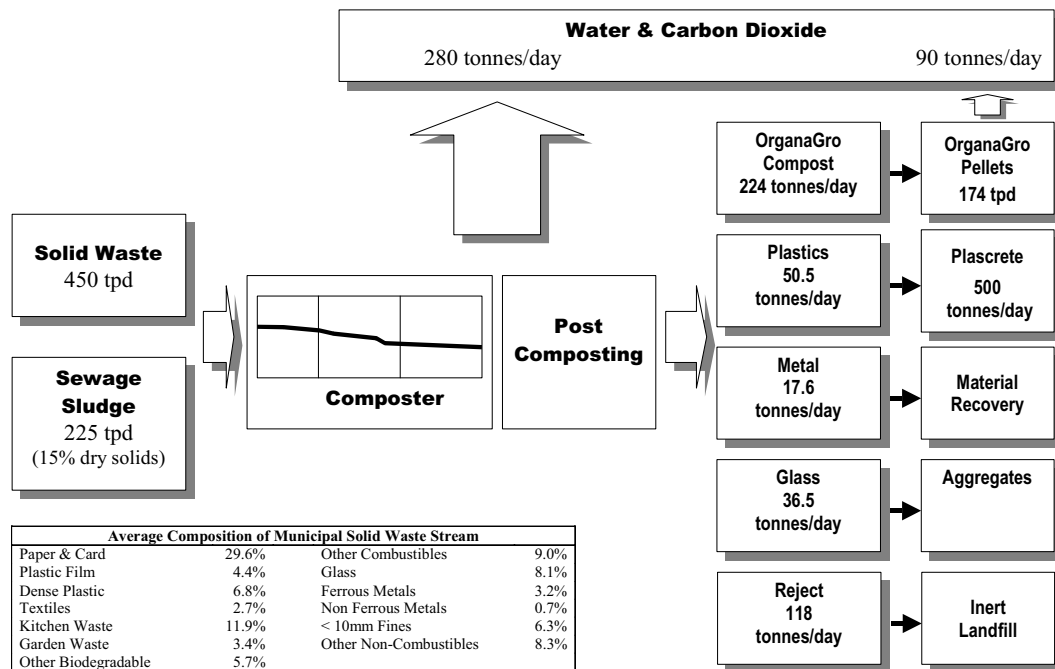 Water & Carbon Dioxide
280 tonnes/day 90 tonnes/day
Solid Waste
450 tpd
Sewage
Sludge
225 tpd
(15% dry solids)
Composter
Post
Composting
OrganaGro
Compost
224 tonnes/day
OrganaGro
Pellets
174 tpd
Plastics
50.5
tonnes/day
Plascrete
500
tonnes/day
Metal
17.6
tonnes/day
Material
Recovery
Glass
36.5
tonnes/day
Aggregates
Reject
118
tonnes/day
Inert
Landfill
Average Composition of Municipal Solid Waste Stream
Paper & Card 29.6% Other Combustibles 9.0%
Plastic Film 4.4% Glass 8.1%
Dense Plastic 6.8% Ferrous Metals 3.2%
Textiles 2.7% Non Ferrous Metals 0.7%
Kitchen Waste 11.9% < 10mm Fines 6.3%
Garden Waste 3.4% Other Non-Combustibles 8.3%
Other Biodegradable 5.7%